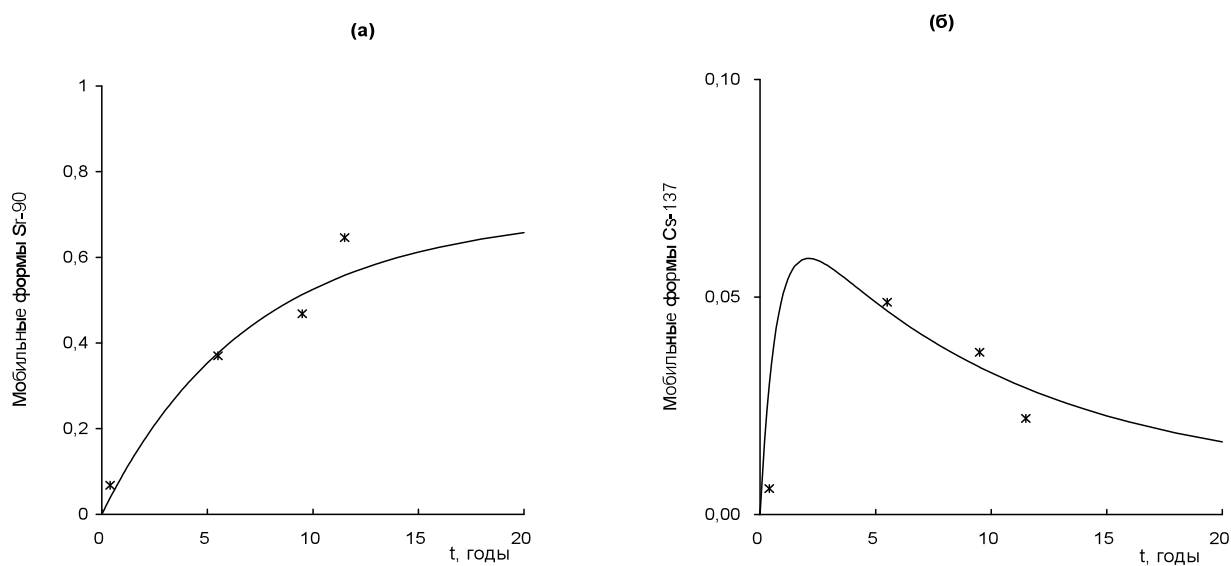 (а)
1
0,8
0,6
0,4
0,2
0
Мобильные формы Sr-90
0 5 10 15 20
t, годы
(б)
0,10
0,05
0,00
Мобильные формы Cs-137
0 5 10 15 20
t, годы